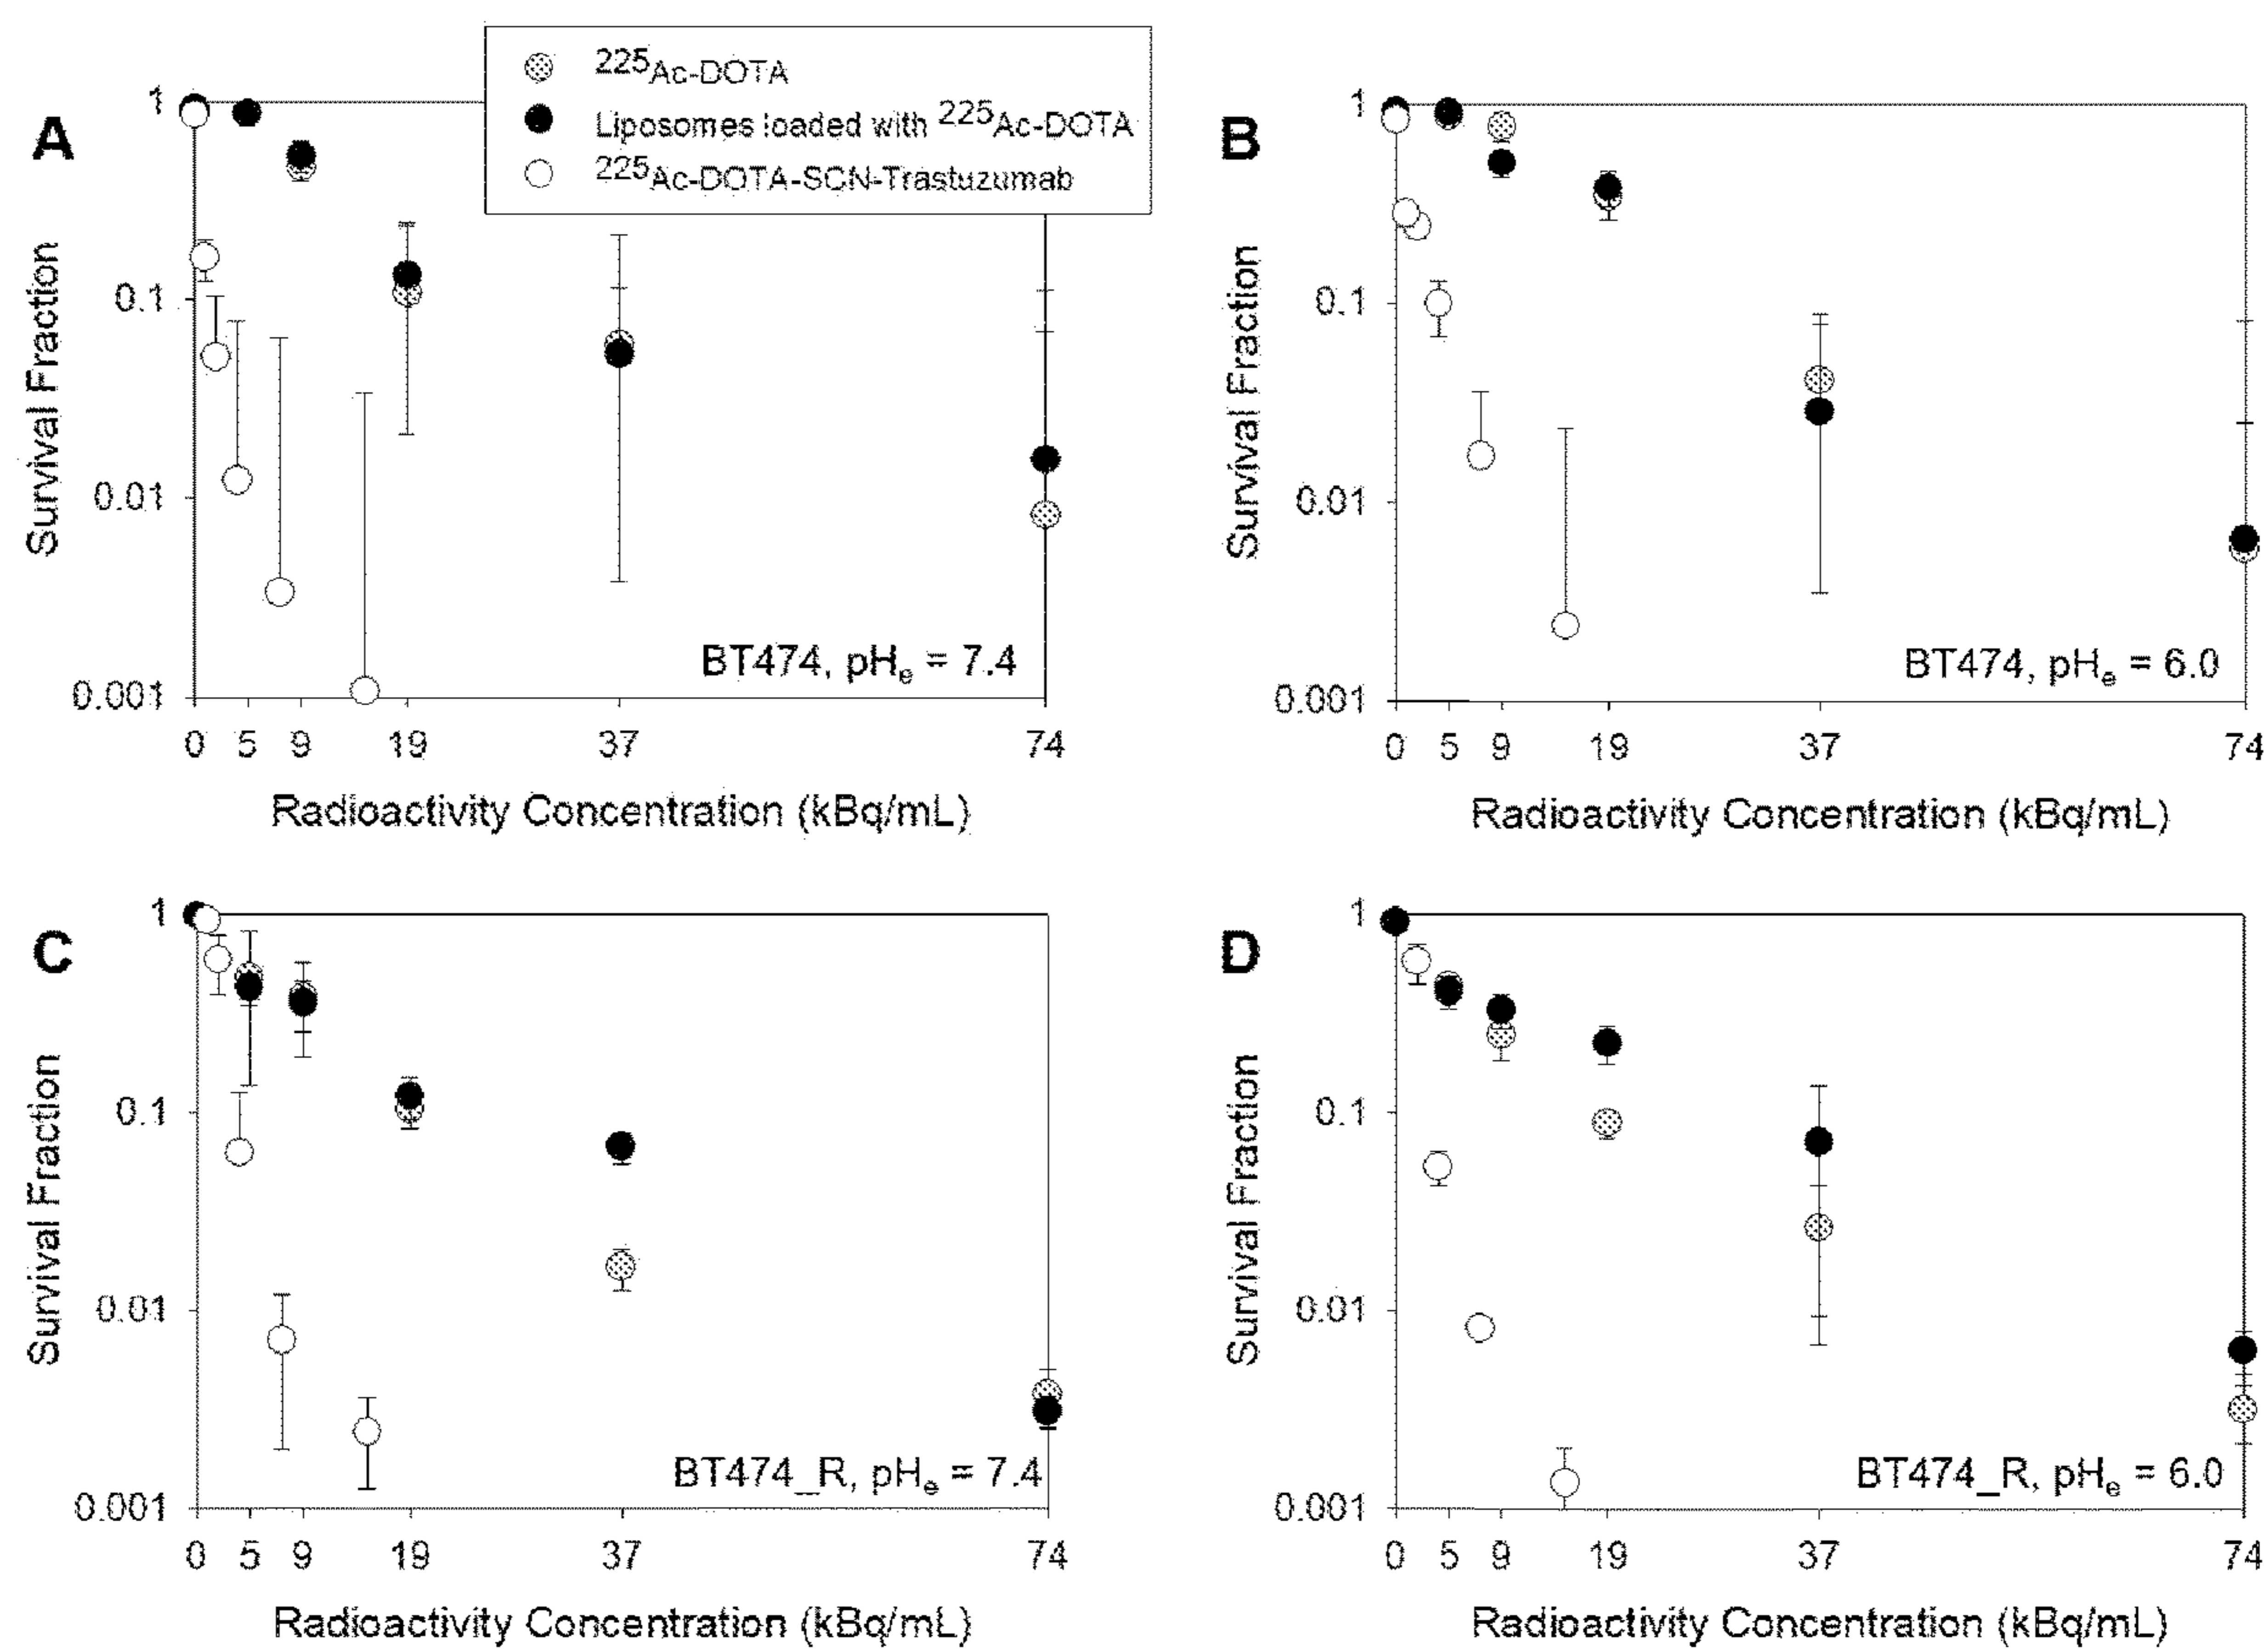 225Ac-DOTA
Liposomes loaded with 225Ac-DOTA
225Ac-DOTA-SCN-Trastuzumab
A
Survival Fraction
1
0.1
0.01
0.001
BT474, pHe = 7.4
0 5 9 19 37 74
Radioactivity Concentration (kBq/mL)
B
Survival Fraction
1
0.1
0.01
0.001
BT474, pHe = 6.0
0 5 9 19 37 74
Radioactivity Concentration (kBq/mL)
C
Survival Fraction
1
0.1
0.01
0.001
BT474_R, pHe = 7.4
0 5 9 19 37 74
Radioactivity Concentration (kBq/mL)
D
Survival Fraction
1
0.1
0.01
0.001
BT474_R, pHe = 6.0
0 5 9 19 37 74
Radioactivity Concentration (kBq/mL)